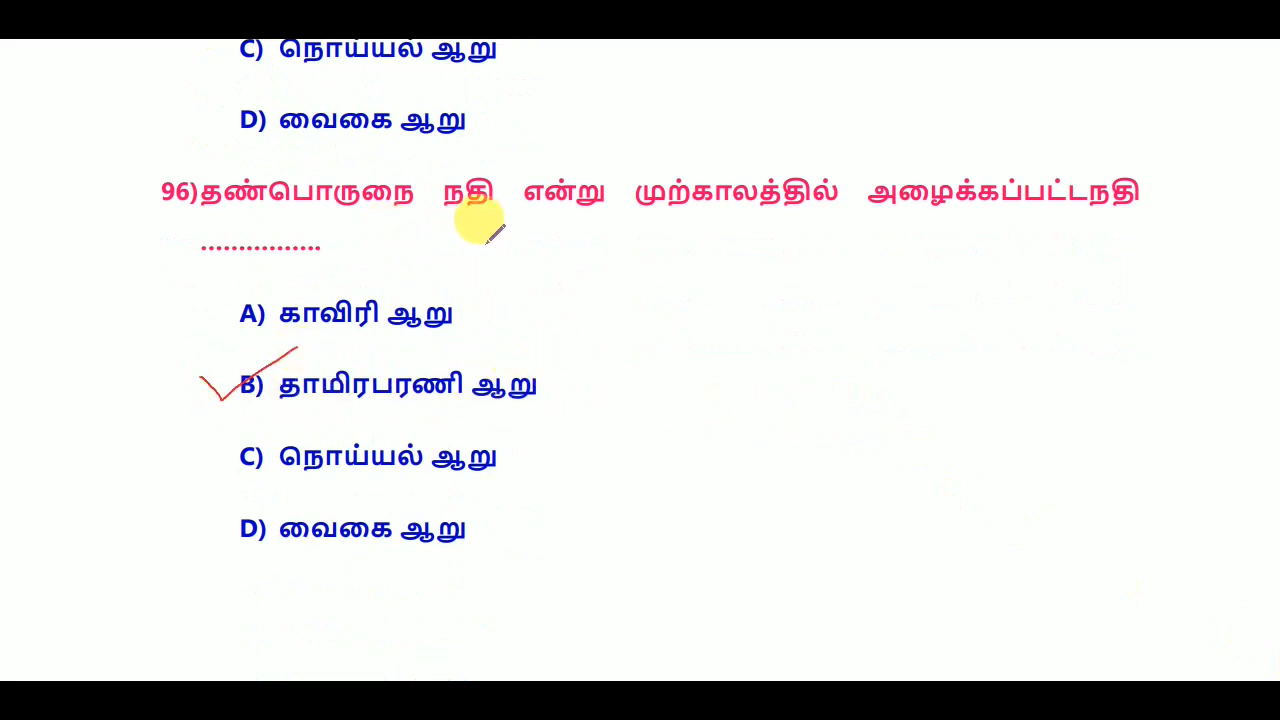 C) நொய்யல் ஆறு
D) வைகை ஆறு
96)தண்பொருநை நதி என்று முற்காலத்தில் அழைக்கப்பட்டநதி
................
A) காவிரி ஆறு
B) தாமிரபரணி ஆறு
C) நொய்யல் ஆறு
D) வைகை ஆறு